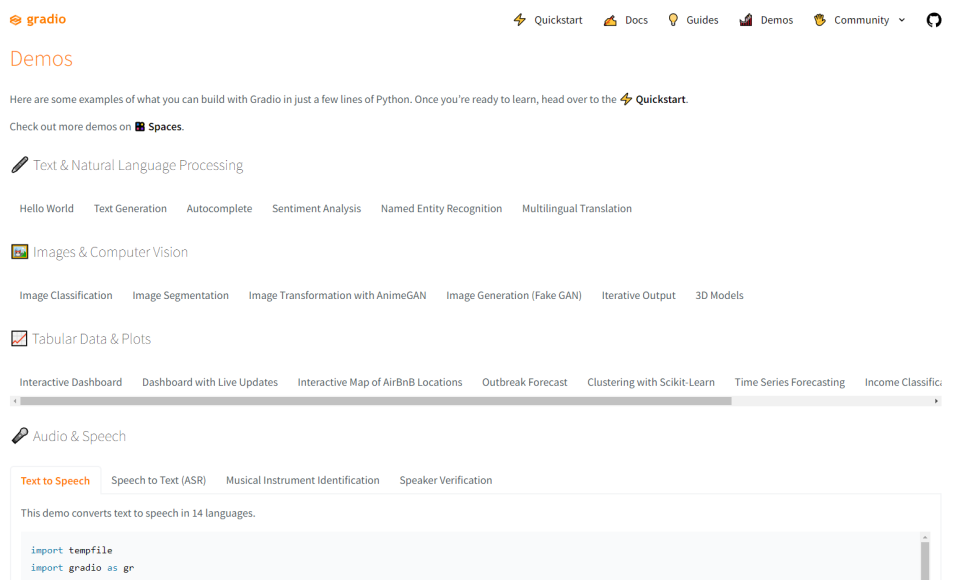 gradio
Quickstart Docs Guides Demos Community
Demos
Here are some examples of what you can build with Gradio in just a few lines of Python. Once you're ready to learn, head over to the ⚡ Quickstart.
Check out more demos on Spaces.
Text & Natural Language Processing
Hello World Text Generation Autocomplete Sentiment Analysis Named Entity Recognition Multilingual Translation
Images & Computer Vision
Image Classification Image Segmentation Image Transformation with AnimeGAN Image Generation (Fake GAN) Iterative Output 3D Models
Tabular Data & Plots
Interactive Dashboard Dashboard with Live Updates Interactive Map of AirBnB Locations Outbreak Forecast Clustering with Scikit-Learn Time Series Forecasting Income Classifica
Audio & Speech
Text to Speech Speech to Text (ASR) Musical Instrument Identification Speaker Verification
This demo converts text to speech in 14 languages.
import tempfile
import gradio as gr